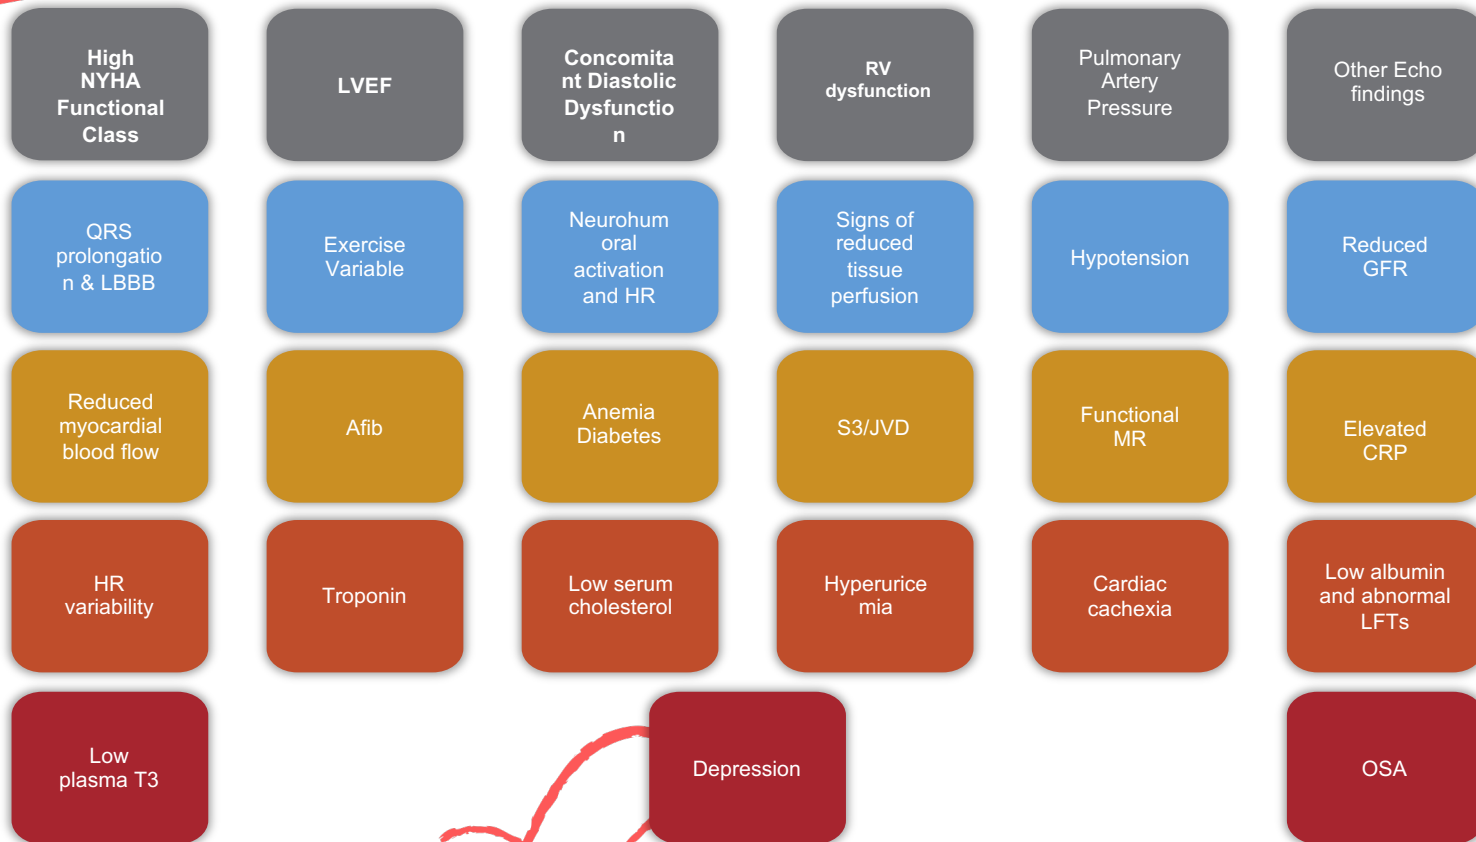 High
NYHA
Functional
Class
LVEF
Concomita
nt Diastolic
Dysfunctio
n
RV
dysfunction
Pulmonary
Artery
Pressure
Other Echo
findings
QRS
prolongatio
n & LBBB
Exercise
Variable
Neurohum
oral
activation
and HR
Signs of
reduced
tissue
perfusion
Hypotension
Reduced
GFR
Reduced
myocardial
blood flow
Afib
Anemia
Diabetes
S3/JVD
Functional
MR
Elevated
CRP
HR
variability
Troponin
Low serum
cholesterol
Hyperurice
mia
Cardiac
cachexia
Low albumin
and abnormal
LFTs
Low
plasma T3
Depression
OSA